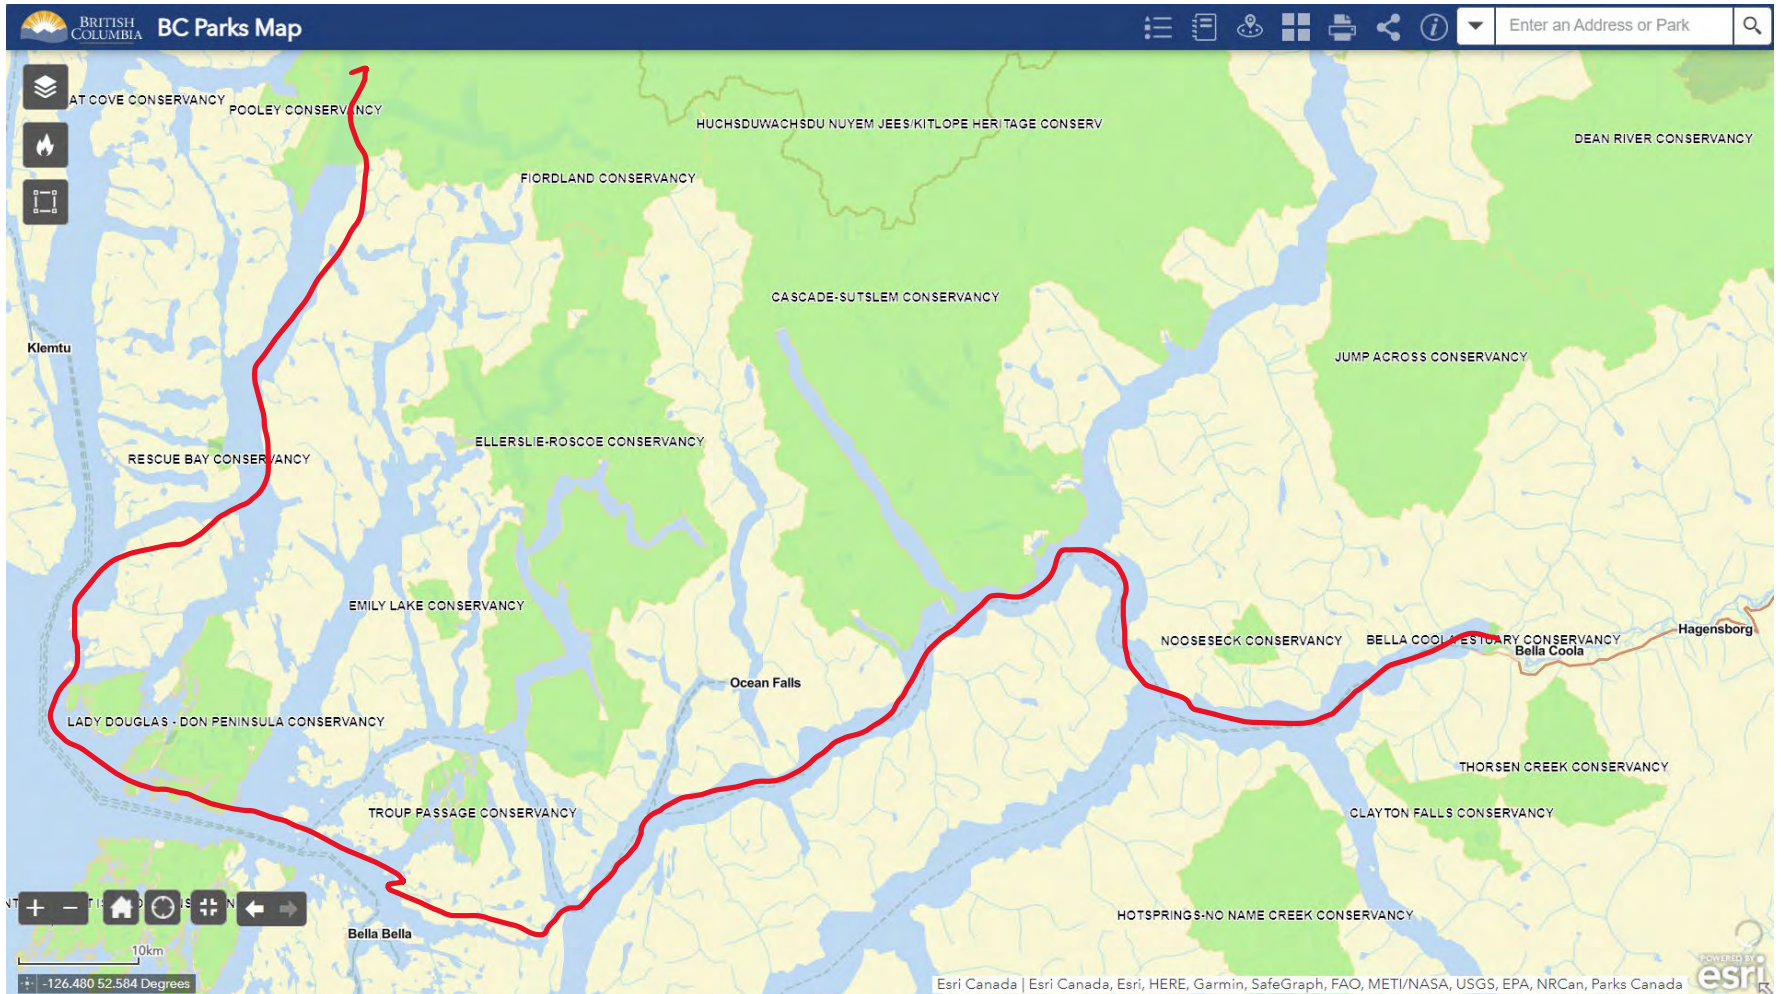 BRITISH
COLUMBIA
BC Parks Map
Enter an Address or Park
AT COVE CONSERVANCY
POOLEY CONSERVANCY
HUCHSDUWACHSDU NUYEM JEES/KITLOPE HERITAGE CONSERV
DEAN RIVER CONSERVANCY
FIORDLAND CONSERVANCY
CASCADE-SUTSLEM CONSERVANCY
Klemtu
JUMP ACROSS CONSERVANCY
ELLERSLIE-ROSCOE CONSERVANCY
RESCUE BAY CONSERVANCY
EMILY LAKE CONSERVANCY
NOOSESECK CONSERVANCY
BELLA COOLA ESTUARY CONSERVANCY
Hagensborg
Bella Coola
Ocean Falls
LADY DOUGLAS - DON PENINSULA CONSERVANCY
THORSEN CREEK CONSERVANCY
TROUP PASSAGE CONSERVANCY
CLAYTON FALLS CONSERVANCY
HOTSPRINGS-NO NAME CREEK CONSERVANCY
Bella Bella
10km
-126.480 52.584 Degrees
Esri Canada | Esri Canada, Esri, HERE, Garmin, SafeGraph, FAO, METI/NASA, USGS, EPA, NRCan, Parks Canada
POWERED BY
esri